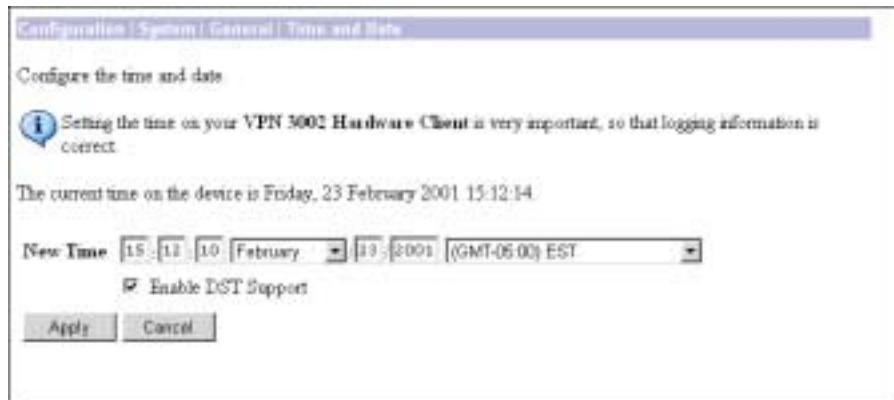 Configuration | System | General | Time and Date
Configure the time and date.
Setting the time on your VPN 3002 Hardware Client is very important, so that logging information is
correct.
The current time on the device is Friday, 23 February 2001 15:12:14.
New Time 15 : 12 : 10 February / 23 / 2001 (GMT-05:00) EST
Enable DST Support
Apply Cancel